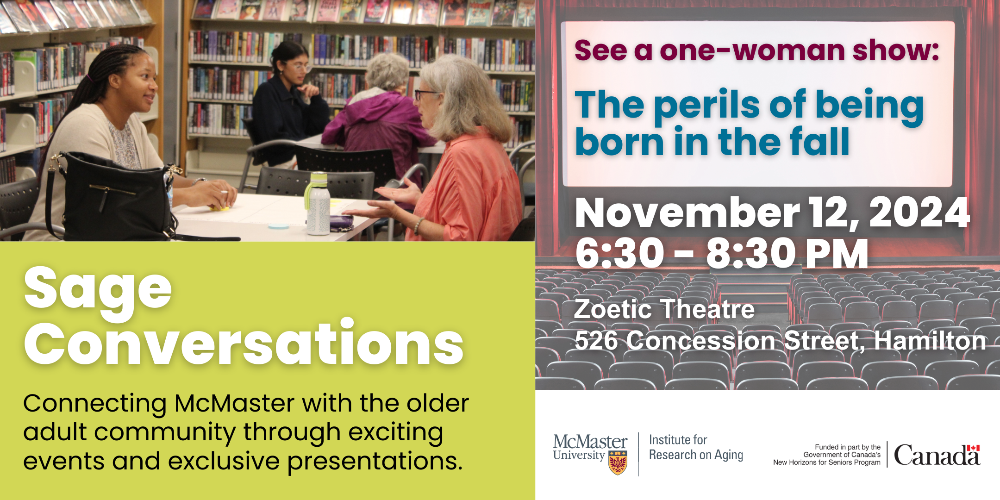 Sage
Conversations
Connecting McMaster with the older
adult community through exciting
events and exclusive presentations.
See a one-woman show:
The perils of being
born in the fall
November 12, 2024
6:30 - 8:30 PM
Zoetic Theatre
526 Concession Street, Hamilton
McMaster
University
Institute for
Research on Aging
Funded in part by the
Government of Canada's
New Horizons for Seniors Program
Canada